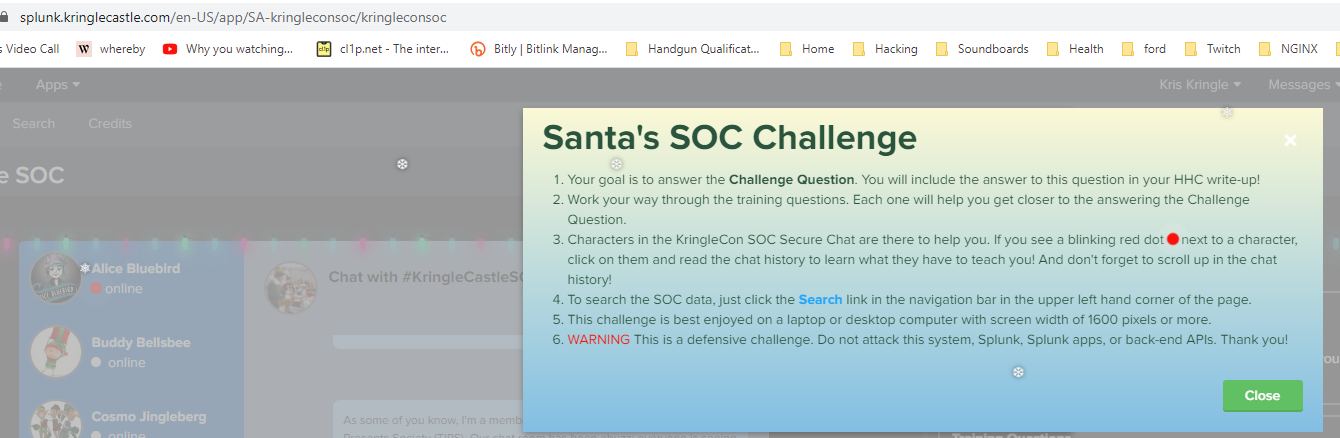 splunk.kringlecastle.com/en-US/app/SA-kringleconsoc/kringleconsoc
s Video Call whereby Why you watching... cl1p.net - The inter... Bitly | Bitlink Manag... Handgun Qualificat... Home Hacking Soundboards Health ford Twitch NGINX
Apps Kris Kringle Messages
Search Credits
e SOC
Santa's SOC Challenge
1. Your goal is to answer the Challenge Question. You will include the answer to this question in your HHC write-up!
2. Work your way through the training questions. Each one will help you get closer to the answering the Challenge
Question.
3. Characters in the KringleCon SOC Secure Chat are there to help you. If you see a blinking red dot next to a character,
click on them and read the chat history to learn what they have to teach you! And don't forget to scroll up in the chat
history!
4. To search the SOC data, just click the Search link in the navigation bar in the upper left hand corner of the page.
5. This challenge is best enjoyed on a laptop or desktop computer with screen width of 1600 pixels or more.
6. WARNING This is a defensive challenge. Do not attack this system, Splunk, Splunk apps, or back-end APIs. Thank you!
Close
Alice Bluebird
online
Buddy Bellsbee
online
Cosmo Jingleberg
online
Chat with #KringleCastleSO
As some of you know, I'm a memb
Training Questions